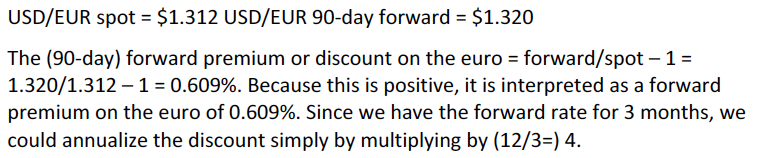 USD/EUR spot = $1.312 USD/EUR 90-day forward = $1.320
The (90-day) forward premium or discount on the euro = forward/spot – 1 =
1.320/1.312 – 1 = 0.609%. Because this is positive, it is interpreted as a forward
premium on the euro of 0.609%. Since we have the forward rate for 3 months, we
could annualize the discount simply by multiplying by (12/3=) 4.